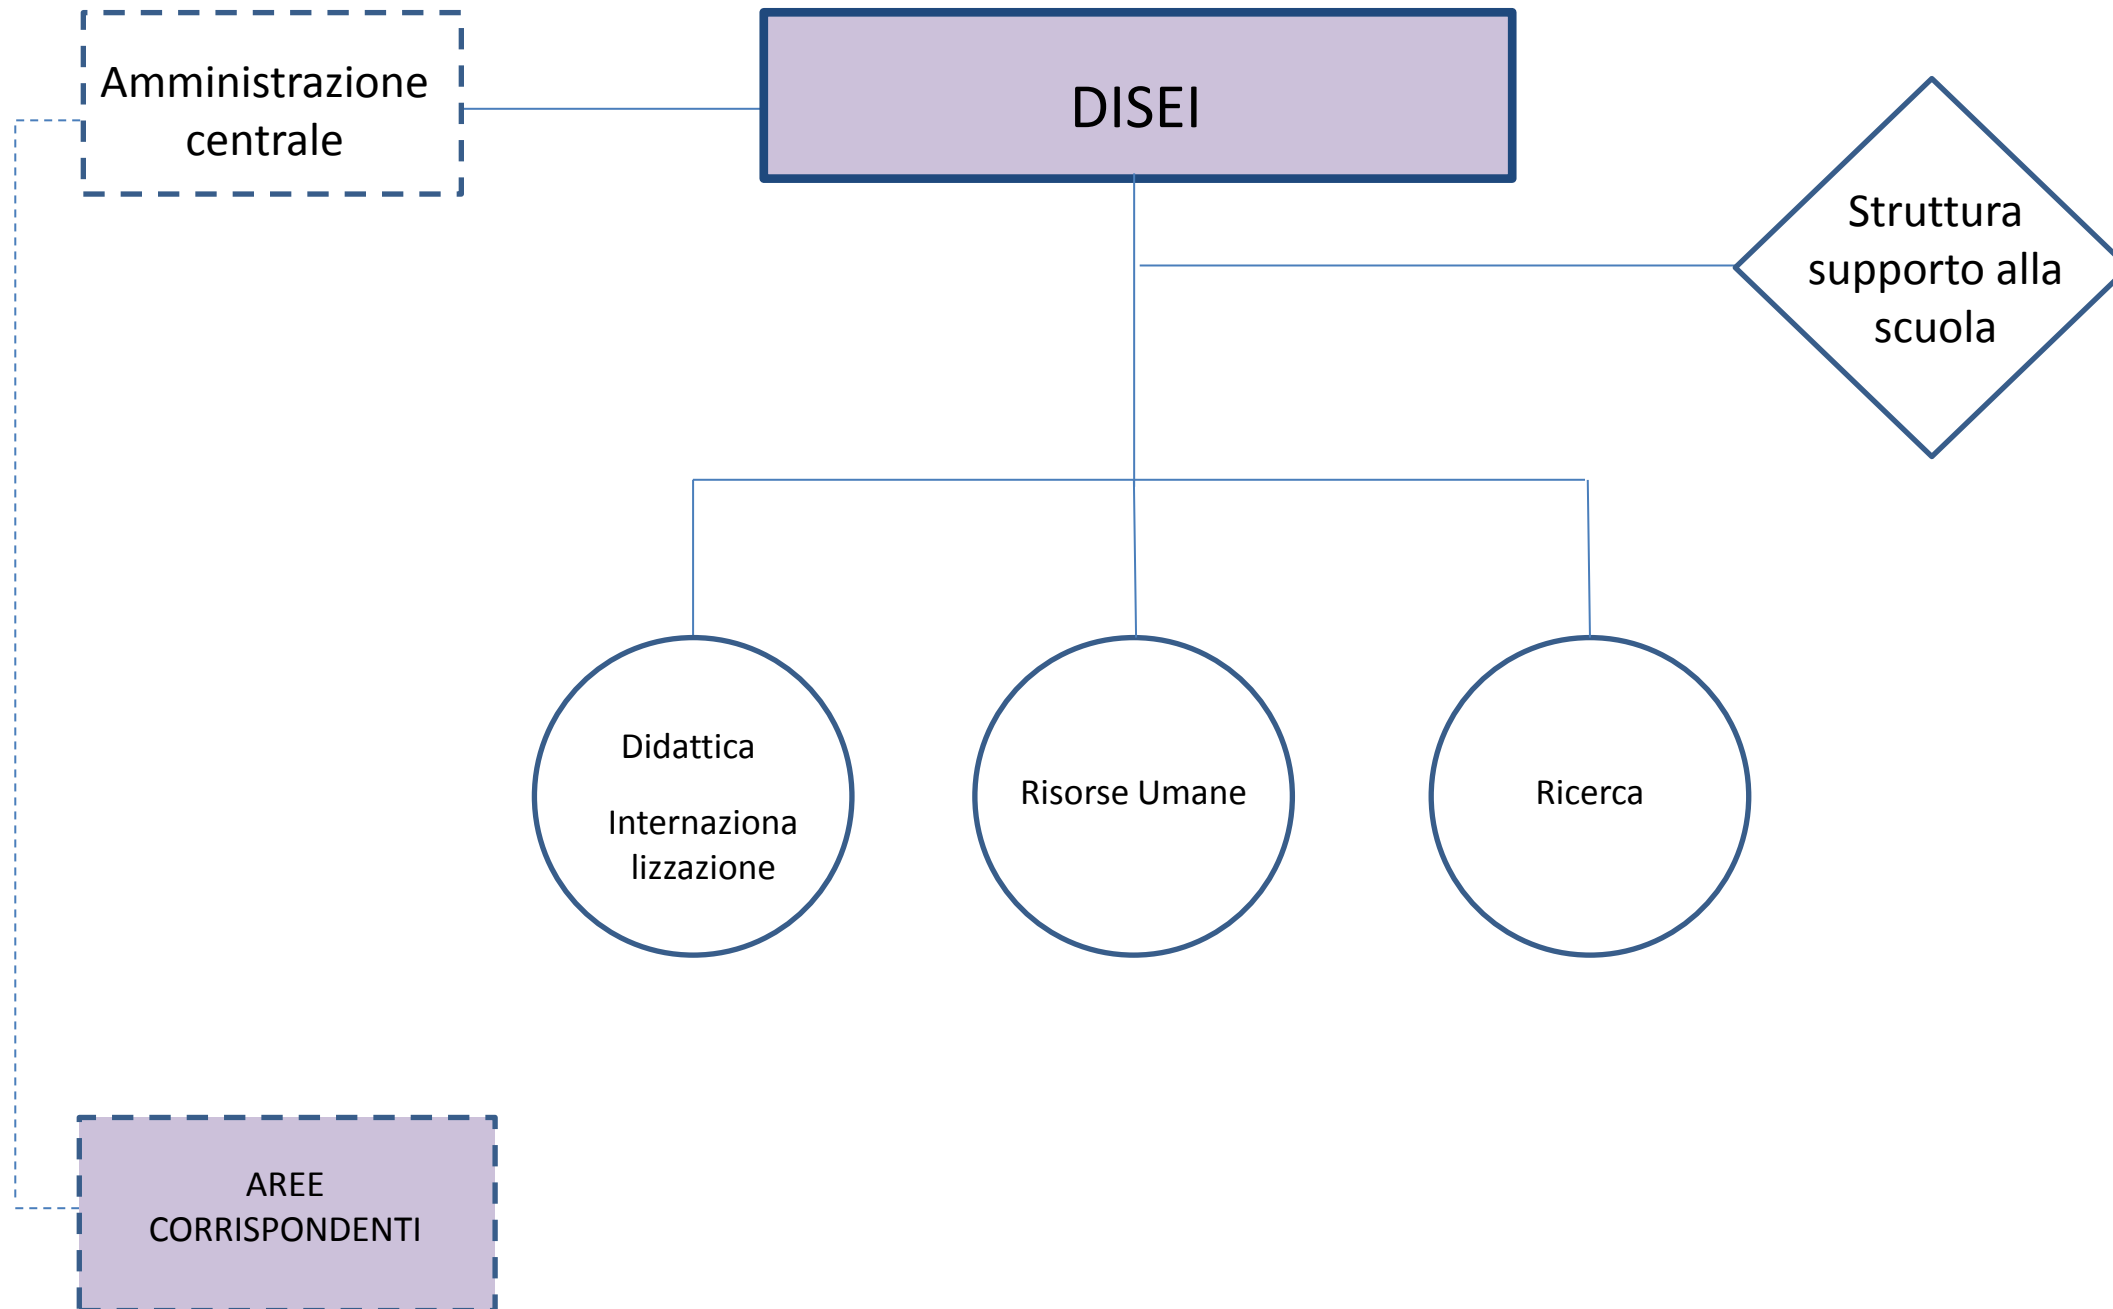 Amministrazione
centrale
DISEI
Struttura
supporto alla
scuola
Didattica
Internaziona
lizzazione
Risorse Umane
Ricerca
AREE
CORRISPONDENTI